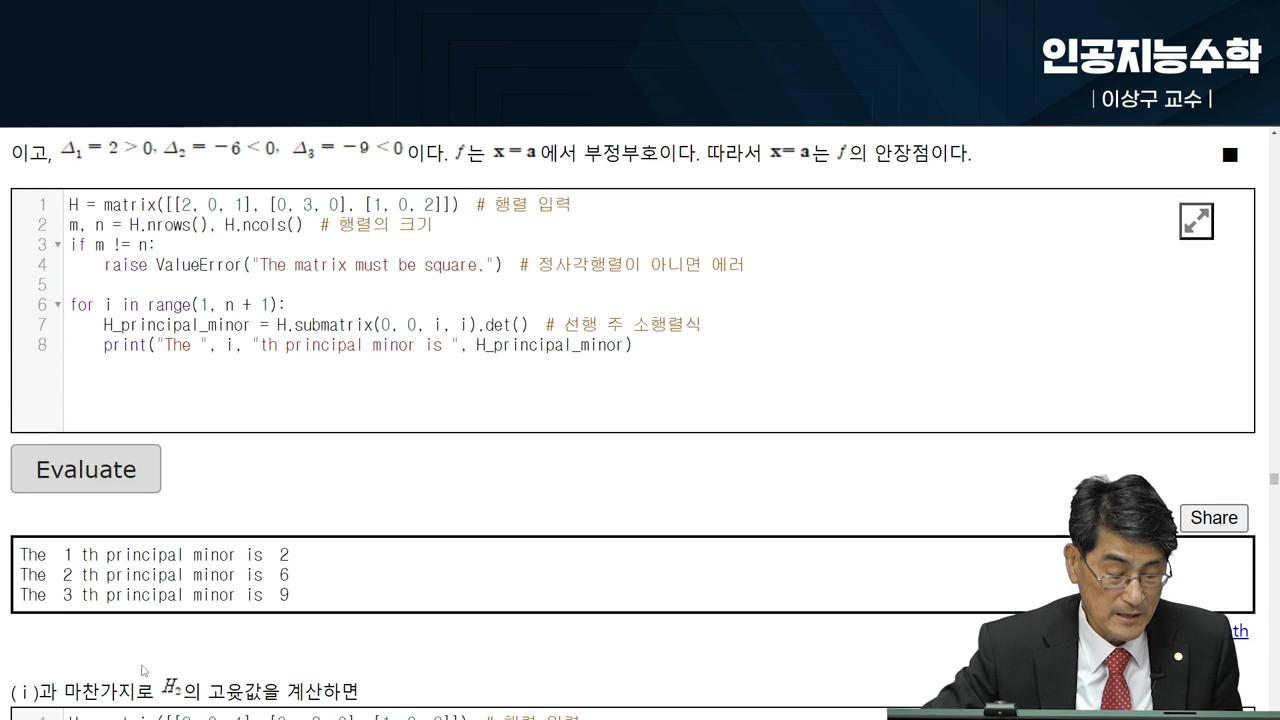 인공지능수학
| 이상구 교수 |
이고, Δ₁ = 2 > 0, Δ₂ = −6 < 0, Δ₃ = −9 < 0 이다. f는 x = a 에서 부정부호이다. 따라서 x= a는 f의 안장점이다. ■
1 H = matrix([[2, 0, 1], [0, 3, 0], [1, 0, 2]]) # 행렬 입력
2 m, n = H.nrows(), H.ncols() # 행렬의 크기
3 if m != n:
4 raise ValueError("The matrix must be square.") # 정사각행렬이 아니면 에러
5
6 for i in range(1, n + 1):
7 H_principal_minor = H.submatrix(0, 0, i, i).det() # 선행 주 소행렬식
8 print("The ", i, "th principal minor is ", H_principal_minor)
Evaluate
Share
The 1 th principal minor is 2
The 2 th principal minor is 6
The 3 th principal minor is 9
th
(ⅰ)과 마찬가지로 H₂의 고윳값을 계산하면